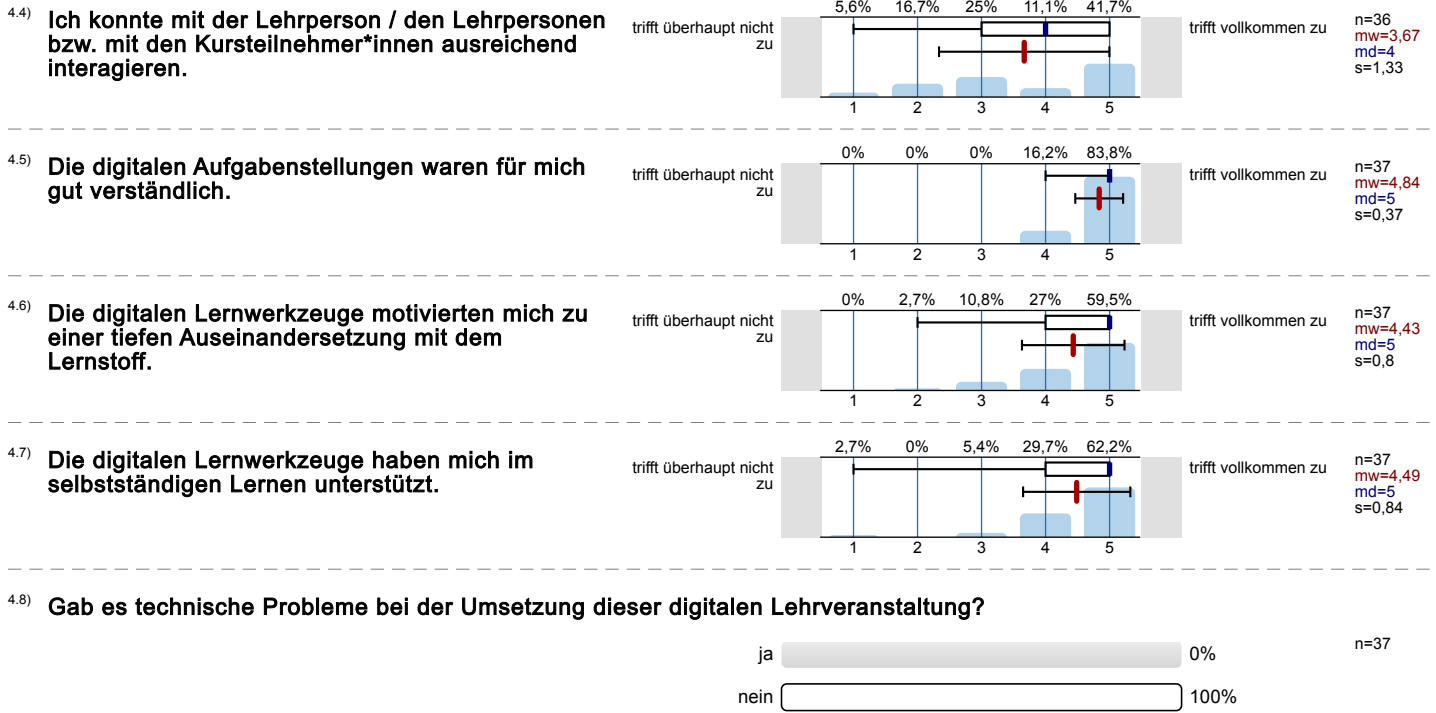 4.4) Ich konnte mit der Lehrperson / den Lehrpersonen
bzw. mit den Kursteilnehmer*innen ausreichend
interagieren.
trifft überhaupt nicht
zu
5,6% 16,7% 25% 11,1% 41,7%
1 2 3 4 5
trifft vollkommen zu
n=36
mw=3,67
md=4
s=1,33
4.5) Die digitalen Aufgabenstellungen waren für mich
gut verständlich.
trifft überhaupt nicht
zu
0% 0% 0% 16,2% 83,8%
1 2 3 4 5
trifft vollkommen zu
n=37
mw=4,84
md=5
s=0,37
4.6) Die digitalen Lernwerkzeuge motivierten mich zu
einer tiefen Auseinandersetzung mit dem
Lernstoff.
trifft überhaupt nicht
zu
0% 2,7% 10,8% 27% 59,5%
1 2 3 4 5
trifft vollkommen zu
n=37
mw=4,43
md=5
s=0,8
4.7) Die digitalen Lernwerkzeuge haben mich im
selbstständigen Lernen unterstützt.
trifft überhaupt nicht
zu
2,7% 0% 5,4% 29,7% 62,2%
1 2 3 4 5
trifft vollkommen zu
n=37
mw=4,49
md=5
s=0,84
4.8) Gab es technische Probleme bei der Umsetzung dieser digitalen Lehrveranstaltung?
ja 0%
n=37
nein 100%